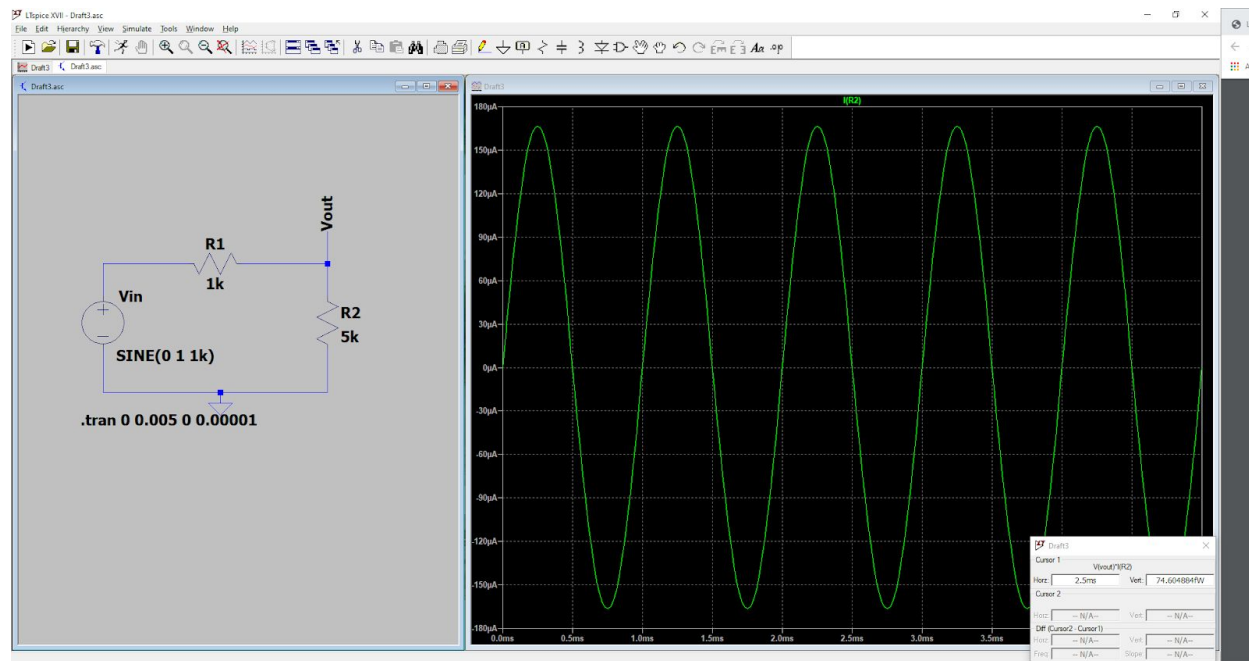 LTspice XVII - Draft3.asc
File Edit Hierarchy View Simulate Tools Window Help
Draft3 Draft3.asc
Draft3.asc
Vout
R1
1k
Vin
SINE(0 1 1k)
R2
5k
.tran 0 0.005 0 0.00001
Draft3
I(R2)
180µA
150µA
120µA
90µA
60µA
30µA
0µA
-30µA
-60µA
-90µA
-120µA
-150µA
-180µA
0.0ms 0.5ms 1.0ms 1.5ms 2.0ms 2.5ms 3.0ms 3.5ms
Draft3
Cursor 1
V(vout)*I(R2)
Horz: 2.5ms Vert: 74.604884fW
Cursor 2
Horz: -- N/A-- Vert: -- N/A--
Diff (Cursor2 - Cursor1)
Horz: -- N/A-- Vert: -- N/A--
Freq: -- N/A-- Slope: -- N/A--